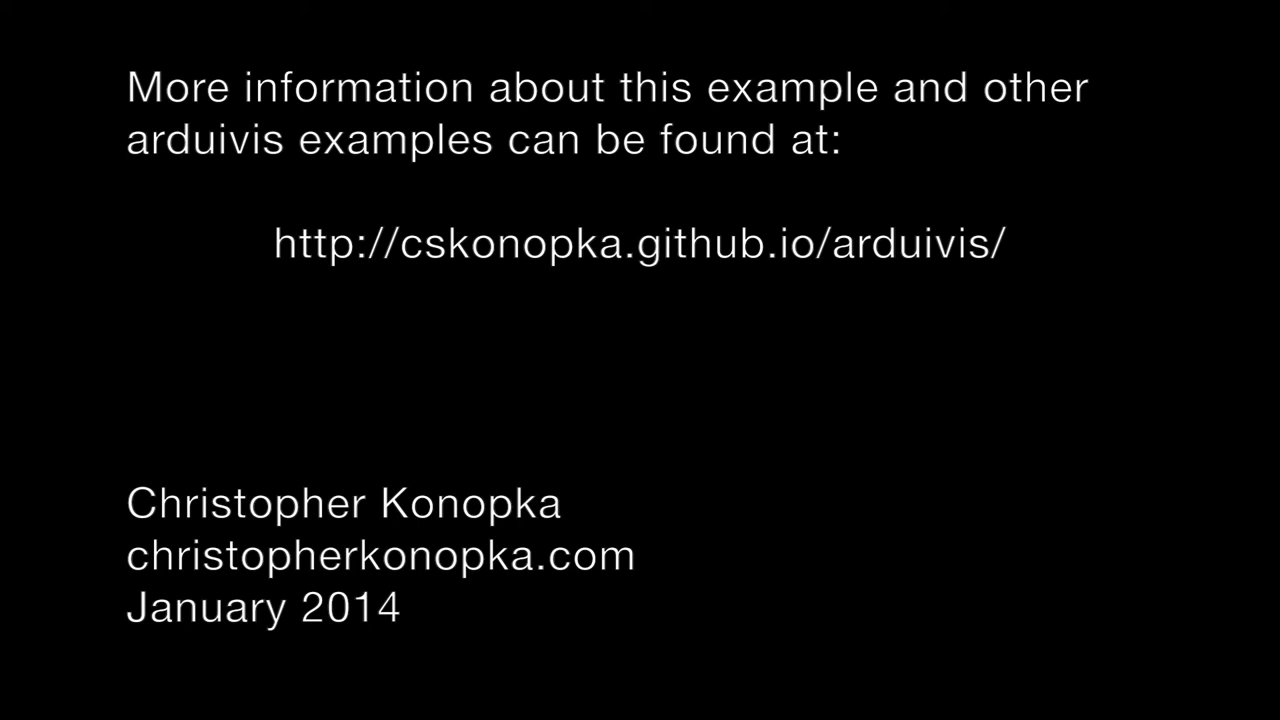 More information about this example and other
arduivis examples can be found at:
http://cskonopka.github.io/arduivis/
Christopher Konopka
christopherkonopka.com
January 2014